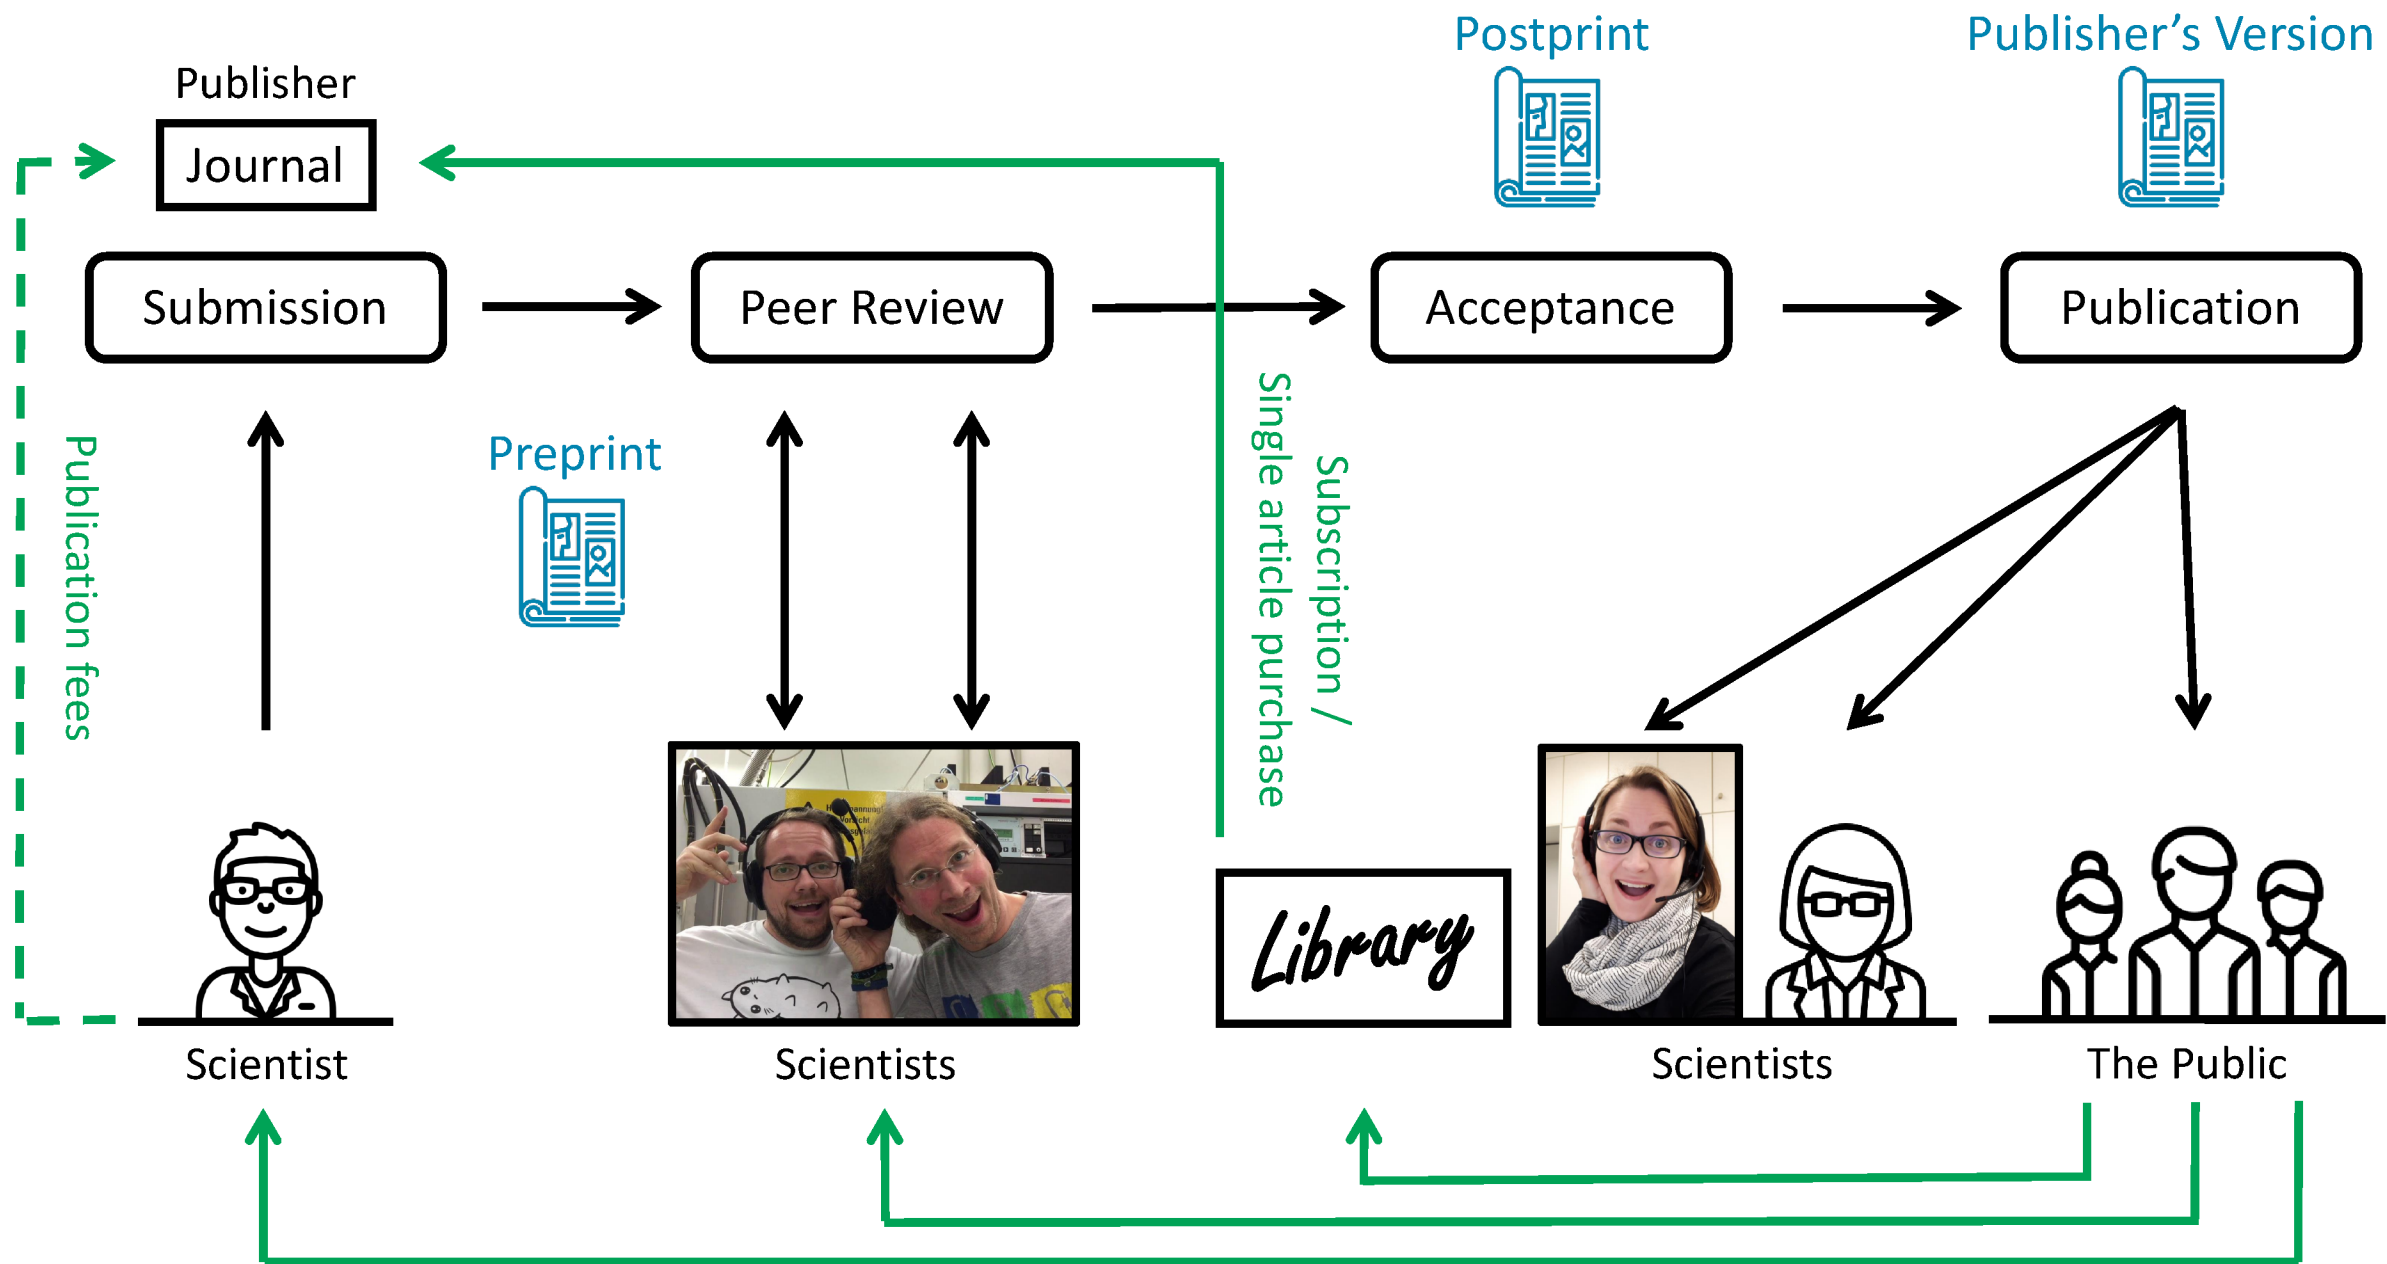 Postprint
Publisher's Version
Publisher
Journal
Submission
Peer Review
Acceptance
Publication
Publication fees
Preprint
Subscription /
Single article purchase
Library
Scientist
Scientists
Scientists
The Public